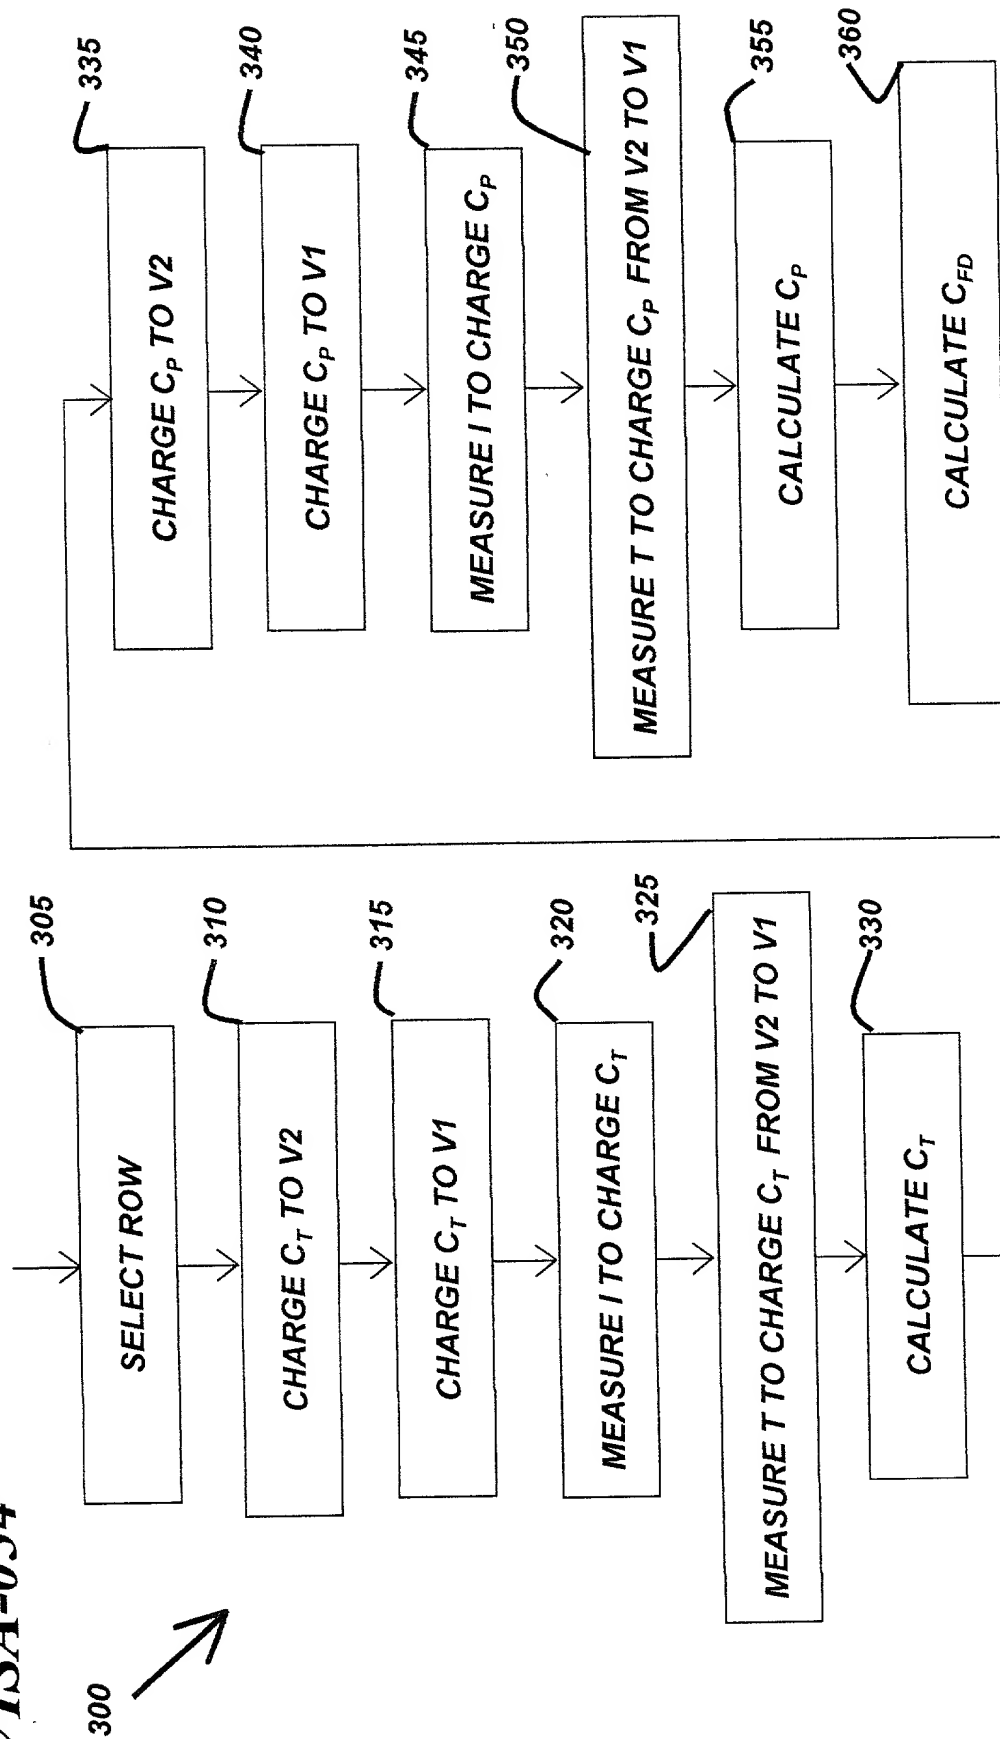 300
305
SELECT ROW
310
CHARGE C_T TO V2
315
CHARGE C_T TO V1
320
MEASURE I TO CHARGE C_T
325
MEASURE T TO CHARGE C_T FROM V2 TO V1
330
CALCULATE C_T
335
CHARGE C_P TO V2
340
CHARGE C_P TO V1
345
MEASURE I TO CHARGE C_P
350
MEASURE T TO CHARGE C_P FROM V2 TO V1
355
CALCULATE C_P
360
CALCULATE C_FD